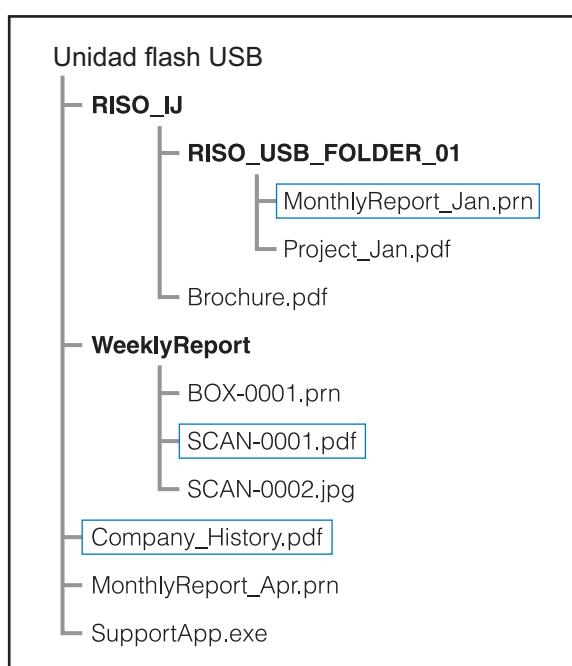 Unidad flash USB
RISO_IJ
RISO_USB_FOLDER_01
MonthlyReport_Jan.prn
Project_Jan.pdf
Brochure.pdf
WeeklyReport
BOX-0001.prn
SCAN-0001.pdf
SCAN-0002.jpg
Company_History.pdf
MonthlyReport_Apr.prn
SupportApp.exe